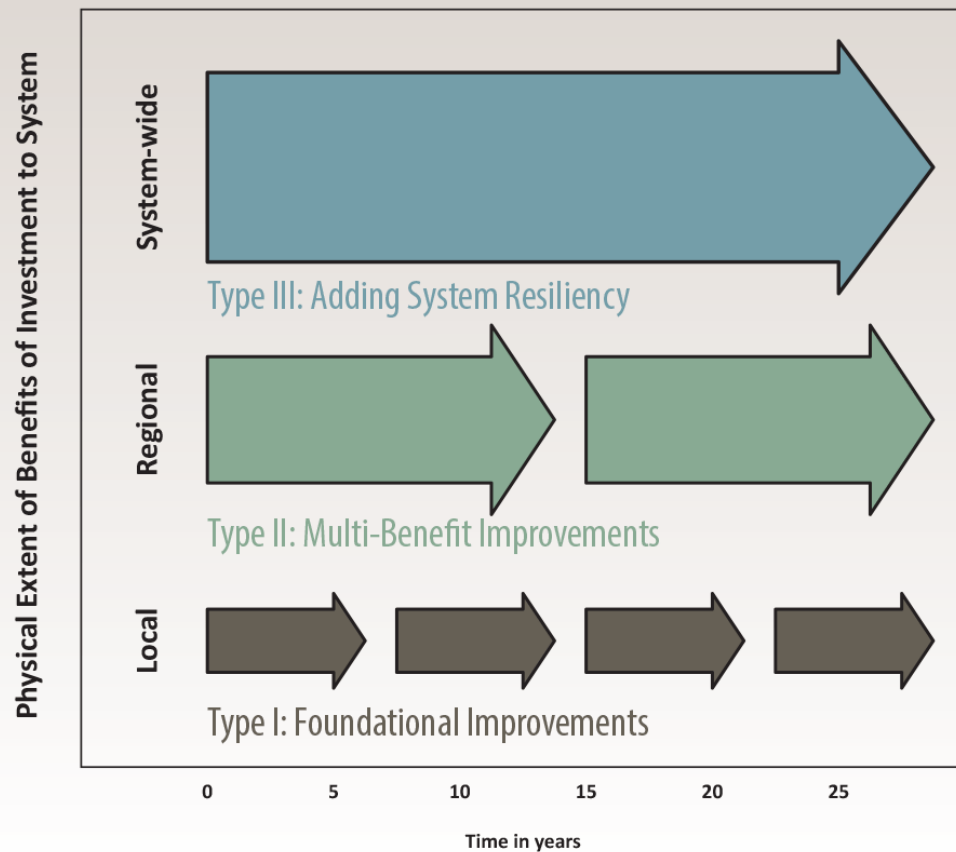 Physical Extent of Benefits of Investment to System
System-wide
Type III: Adding System Resiliency
Regional
Type II: Multi-Benefit Improvements
Local
Type I: Foundational Improvements
0 5 10 15 20 25
Time in years